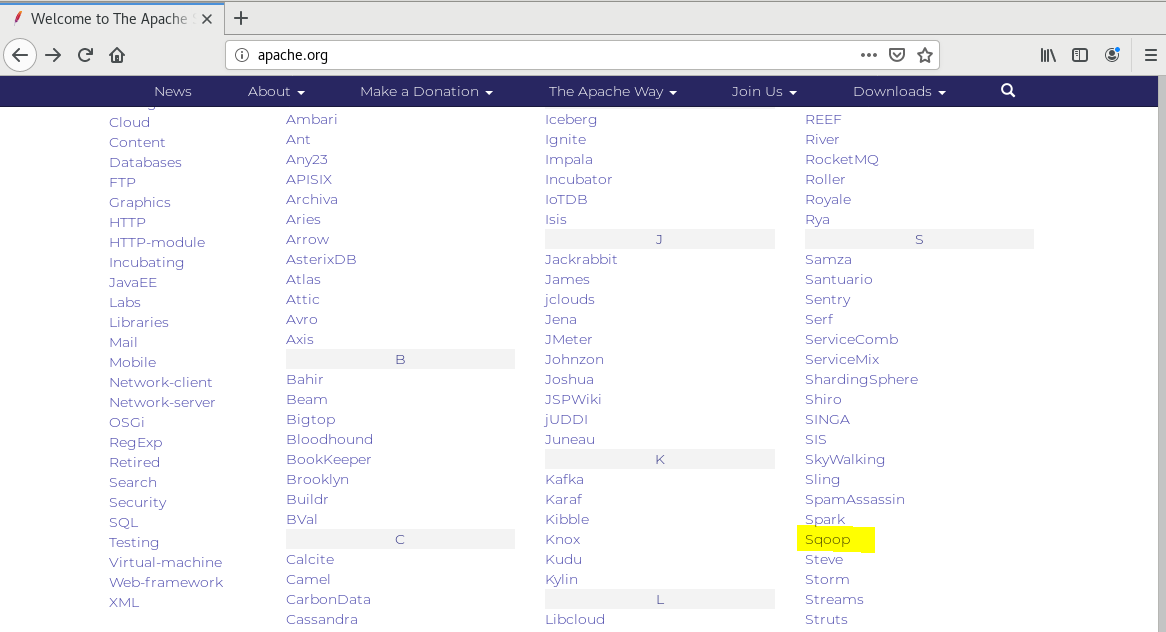 Welcome to The Apache
apache.org
News About Make a Donation The Apache Way Join Us Downloads
Cloud
Content
Databases
FTP
Graphics
HTTP
HTTP-module
Incubating
JavaEE
Labs
Libraries
Mail
Mobile
Network-client
Network-server
OSGi
RegExp
Retired
Search
Security
SQL
Testing
Virtual-machine
Web-framework
XML
Ambari
Ant
Any23
APISIX
Archiva
Aries
Arrow
AsterixDB
Atlas
Attic
Avro
Axis
B
Bahir
Beam
Bigtop
Bloodhound
BookKeeper
Brooklyn
Buildr
BVal
C
Calcite
Camel
CarbonData
Cassandra
Iceberg
Ignite
Impala
Incubator
IoTDB
Isis
J
Jackrabbit
James
jclouds
Jena
JMeter
Johnzon
Joshua
JSPWiki
jUDDI
Juneau
K
Kafka
Karaf
Kibble
Knox
Kudu
Kylin
L
Libcloud
REEF
River
RocketMQ
Roller
Royale
Rya
S
Samza
Santuario
Sentry
Serf
ServiceComb
ServiceMix
ShardingSphere
Shiro
SINGA
SIS
SkyWalking
Sling
SpamAssassin
Spark
Sqoop
Steve
Storm
Streams
Struts